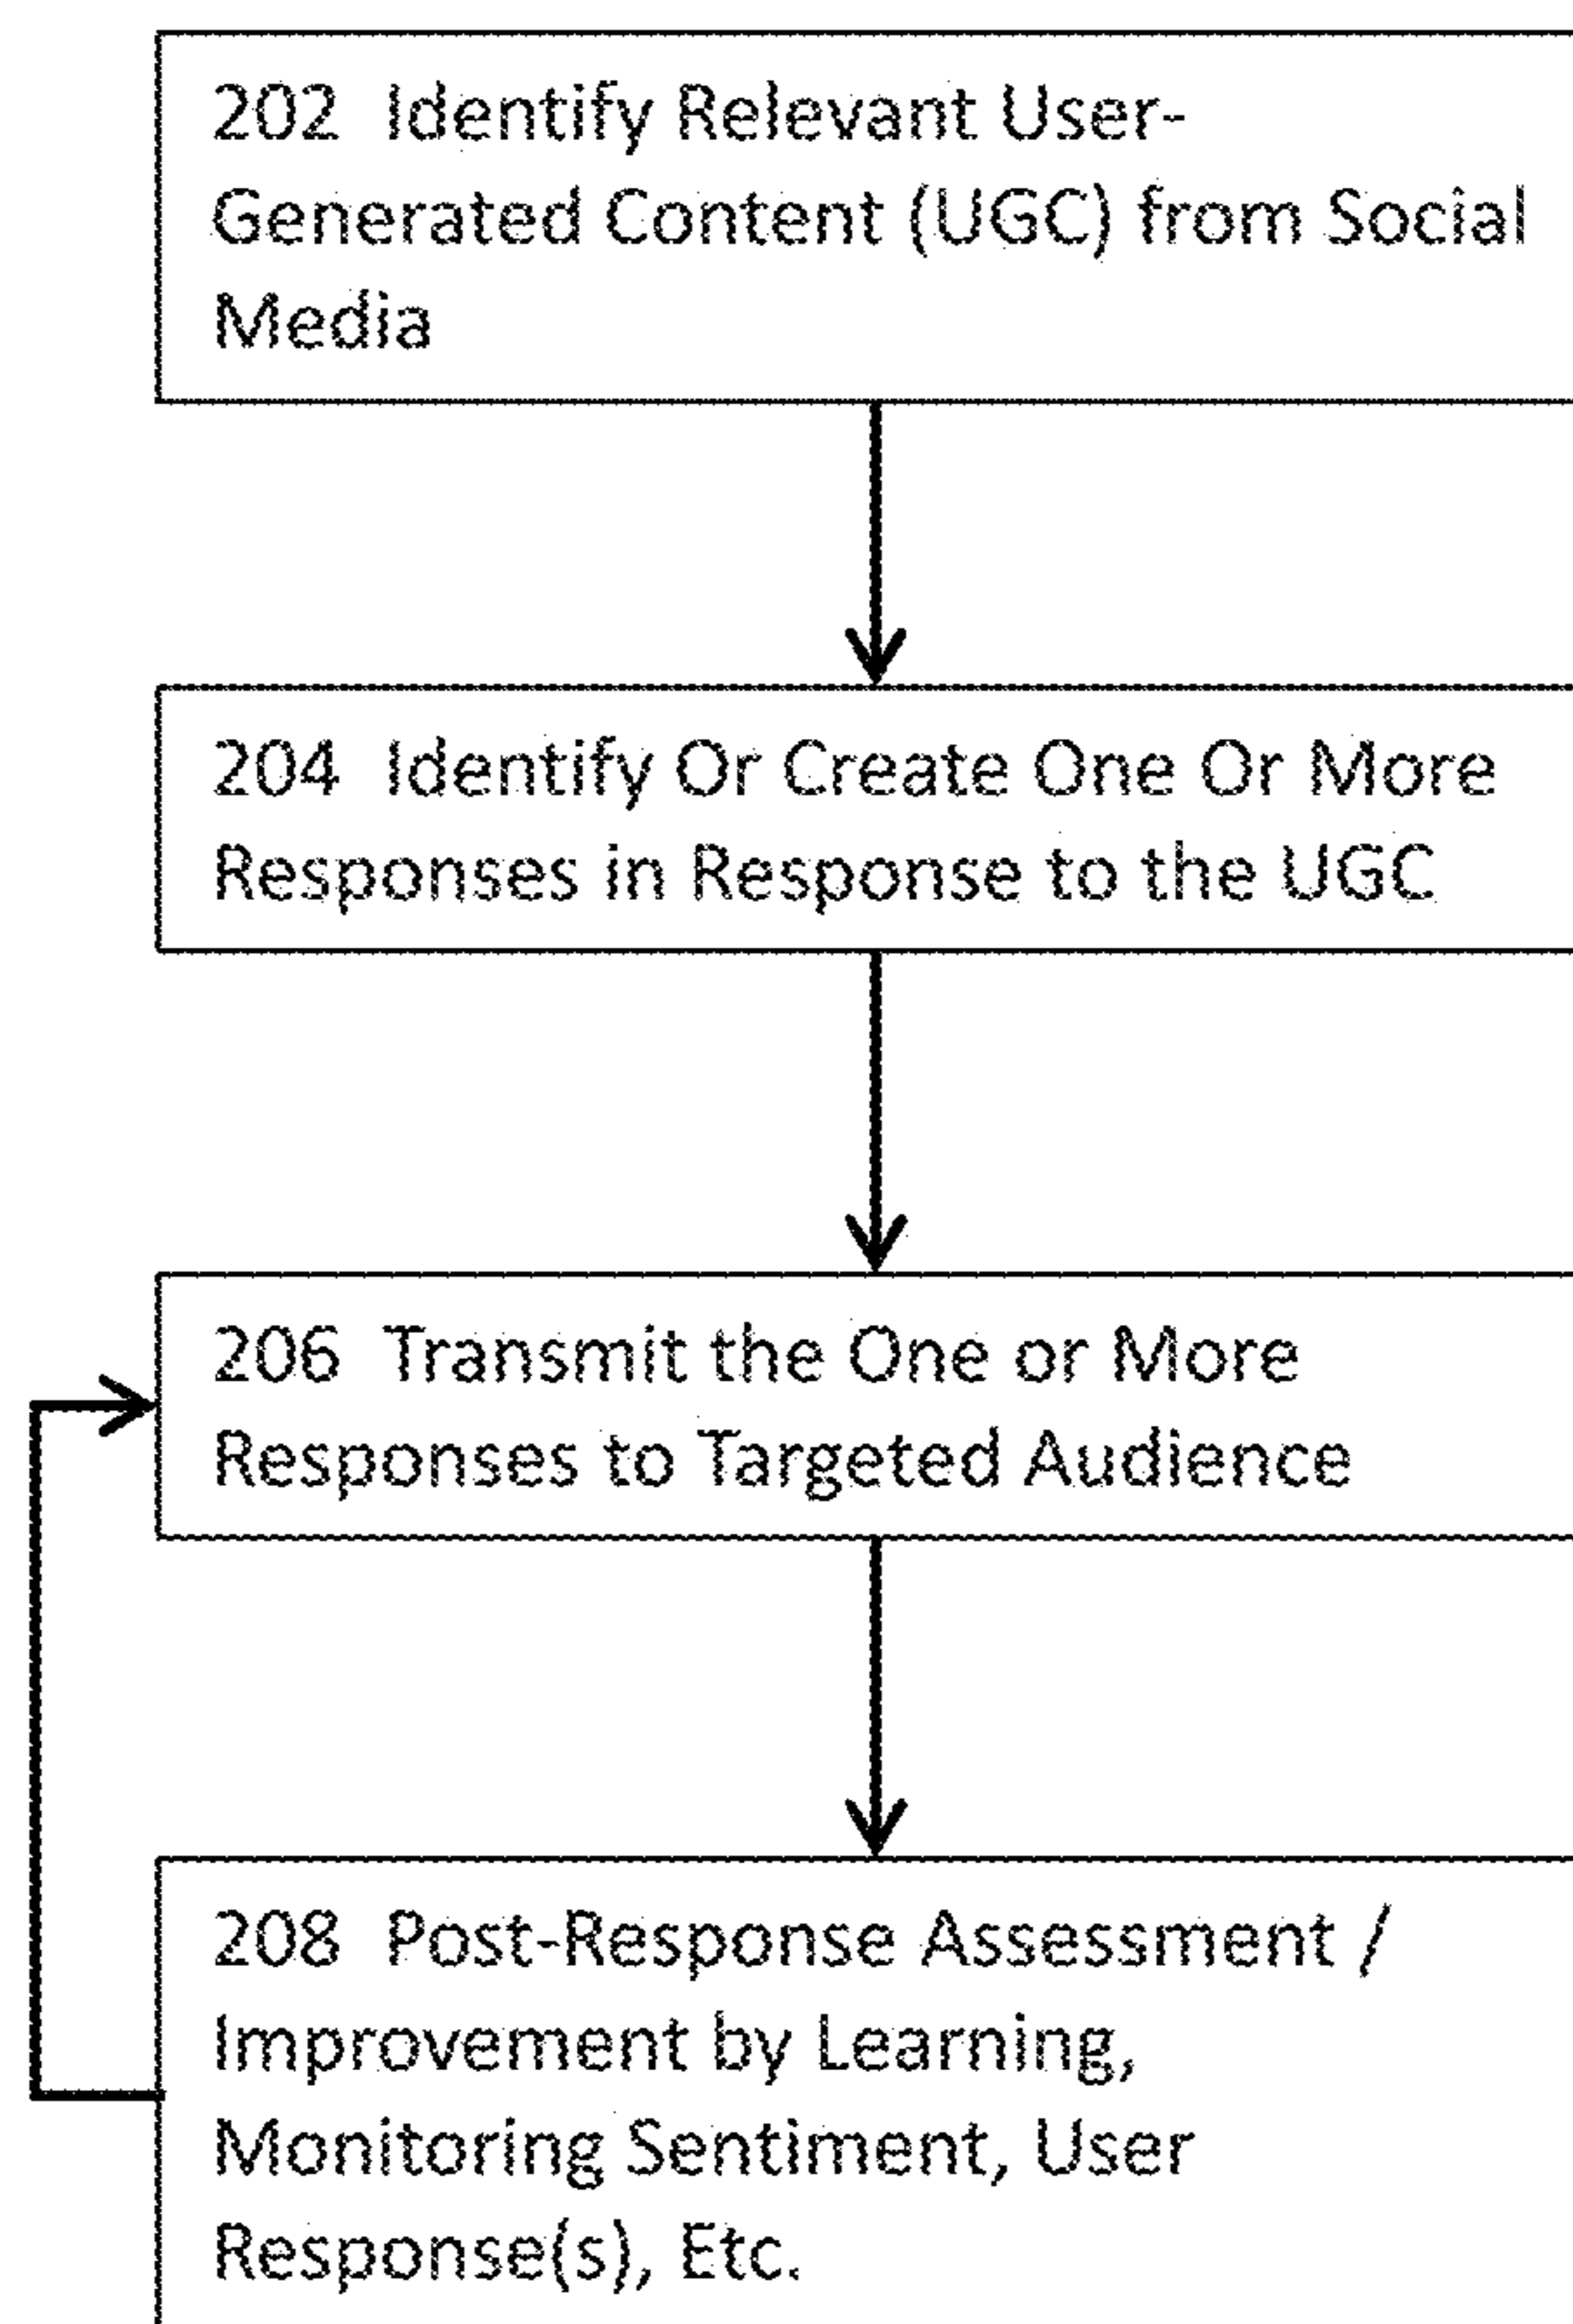 202 Identify Relevant User-
Generated Content (UGC) from Social
Media
204 Identify Or Create One Or More
Responses in Response to the UGC
206 Transmit the One or More
Responses to Targeted Audience
208 Post-Response Assessment /
Improvement by Learning,
Monitoring Sentiment, User
Response(s), Etc.